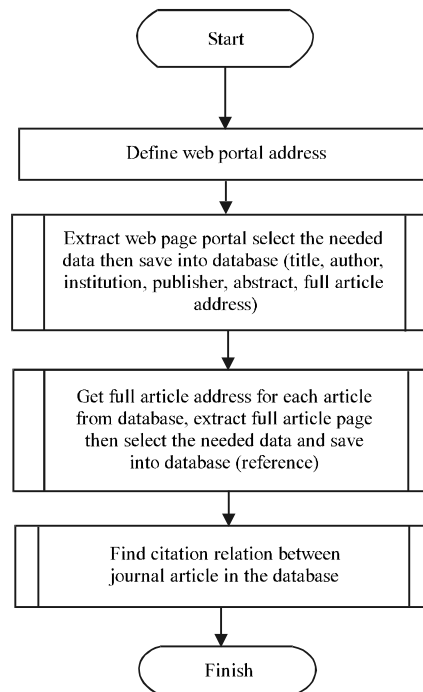 Start
Define web portal address
Extract web page portal select the needed
data then save into database (title, author,
institution, publisher, abstract, full article
address)
Get full article address for each article
from database, extract full article page
then select the needed data and save
into database (reference)
Find citation relation between
journal article in the database
Finish